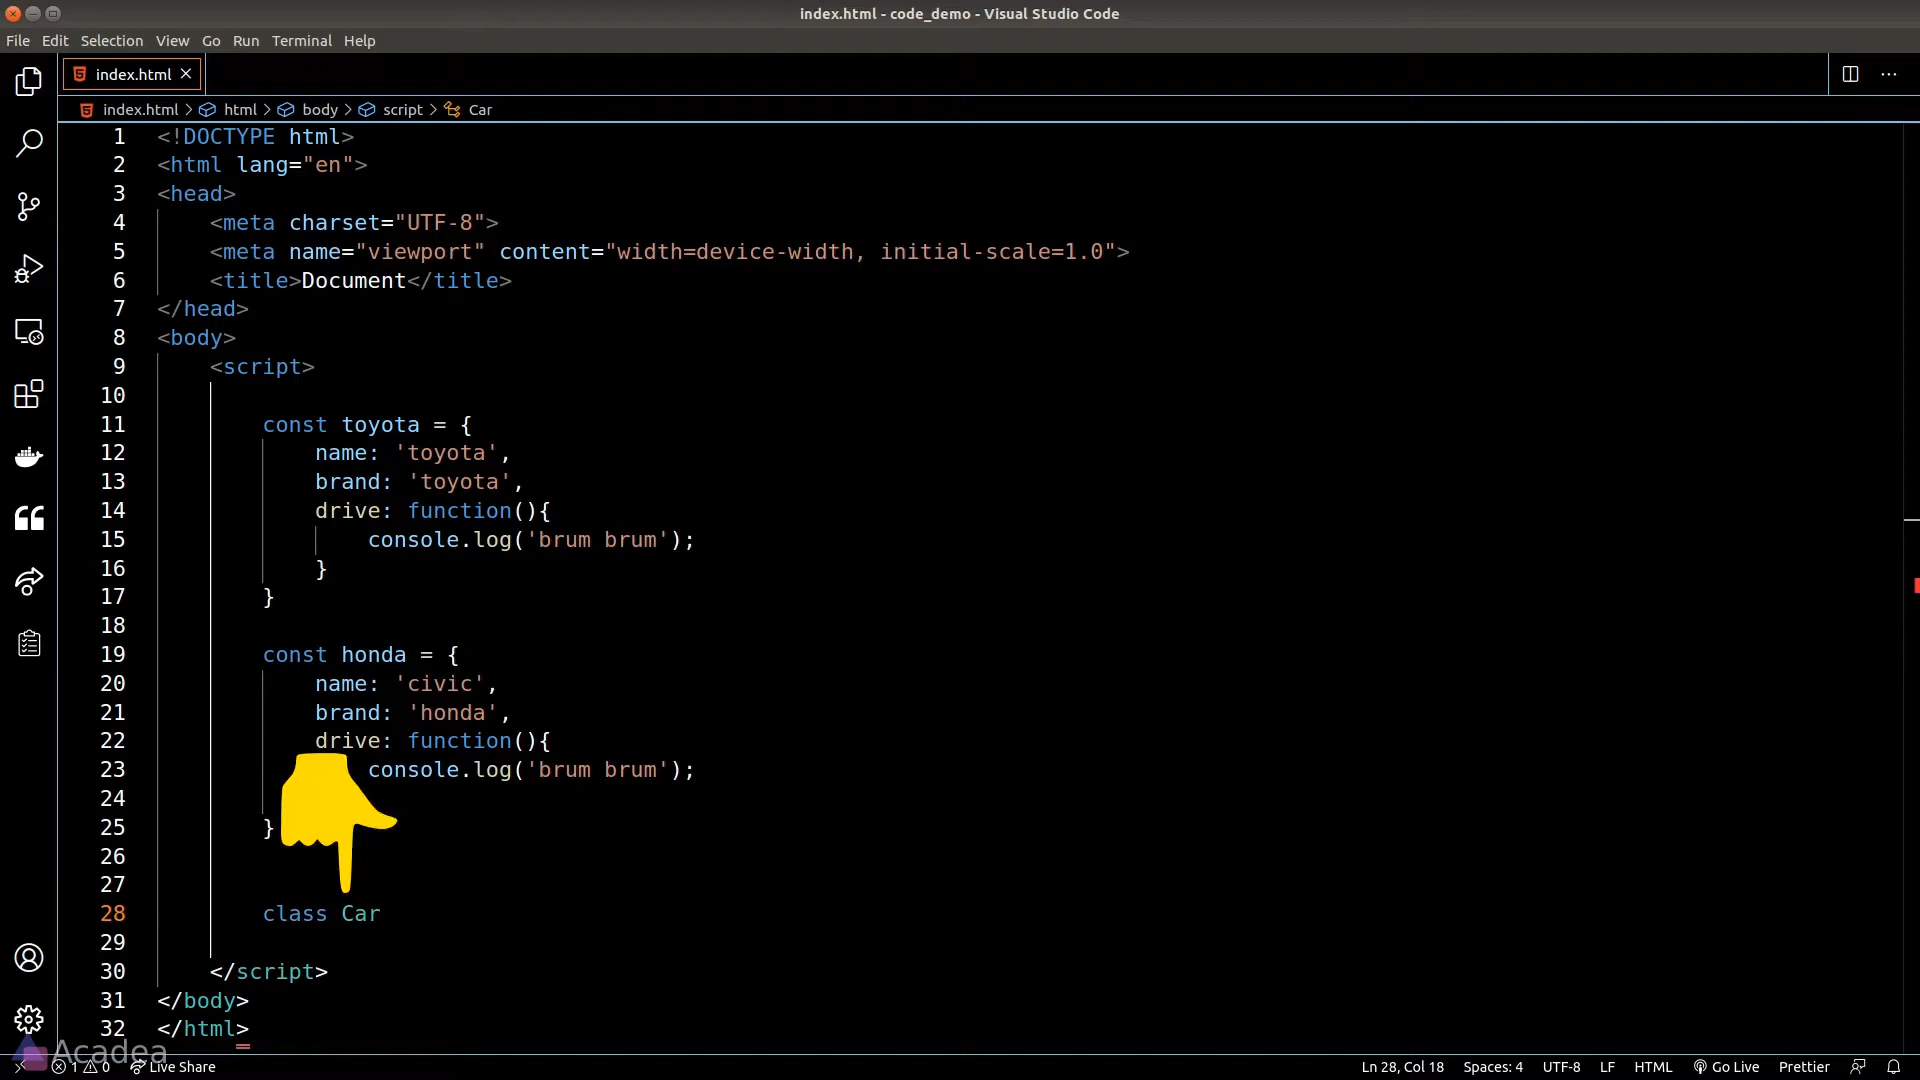 index.html - code_demo - Visual Studio Code
File Edit Selection View Go Run Terminal Help
index.html
index.html > html > body > script > Car
1 <!DOCTYPE html>
2 <html lang="en">
3 <head>
4 <meta charset="UTF-8">
5 <meta name="viewport" content="width=device-width, initial-scale=1.0">
6 <title>Document</title>
7 </head>
8 <body>
9 <script>
10
11 const toyota = {
12 name: 'toyota',
13 brand: 'toyota',
14 drive: function(){
15 console.log('brum brum');
16 }
17 }
18
19 const honda = {
20 name: 'civic',
21 brand: 'honda',
22 drive: function(){
23 console.log('brum brum');
24
25 }
26
27
28 class Car
29
30 </script>
31 </body>
32 </html>
Acadea
1 0 Live Share Ln 28, Col 18 Spaces: 4 UTF-8 LF HTML Go Live Prettier